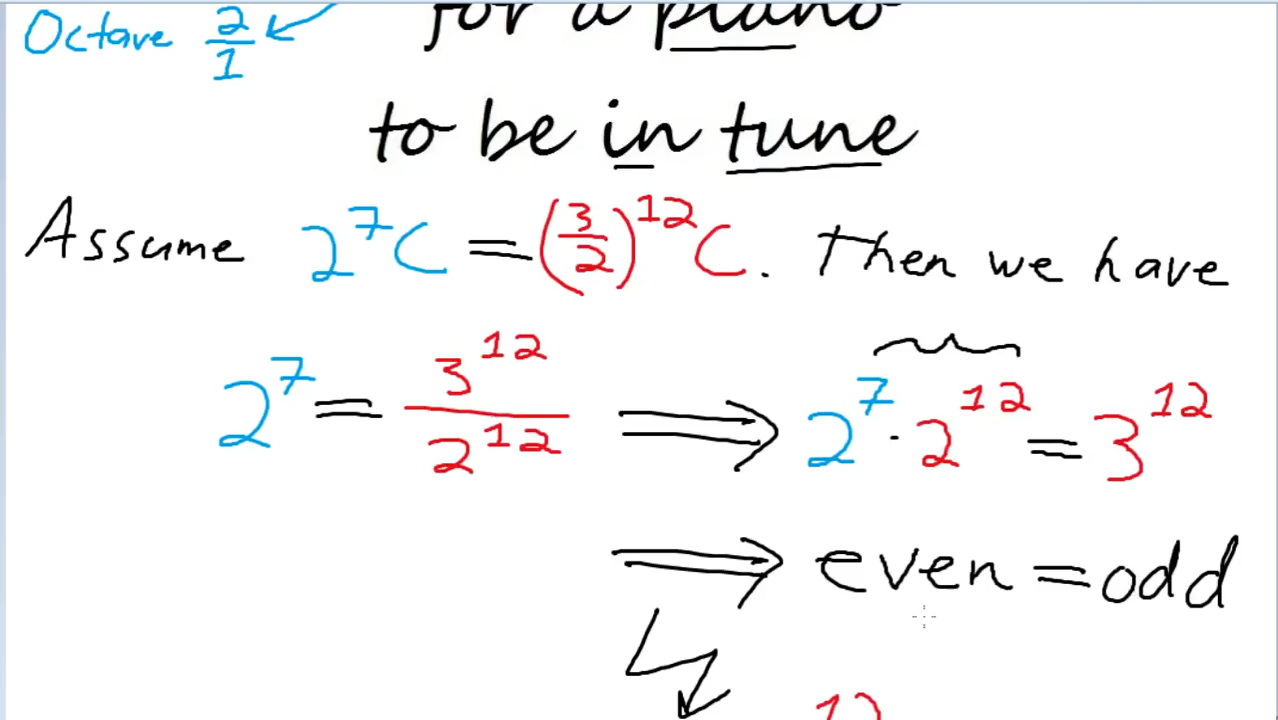 Octave 2/1
for a piano
to be in tune
Assume 2^7 C = (3/2)^12 C. Then we have
2^7 = 3^12/2^12 ⟹ 2^7 · 2^12 = 3^12
⟹ even = odd
12